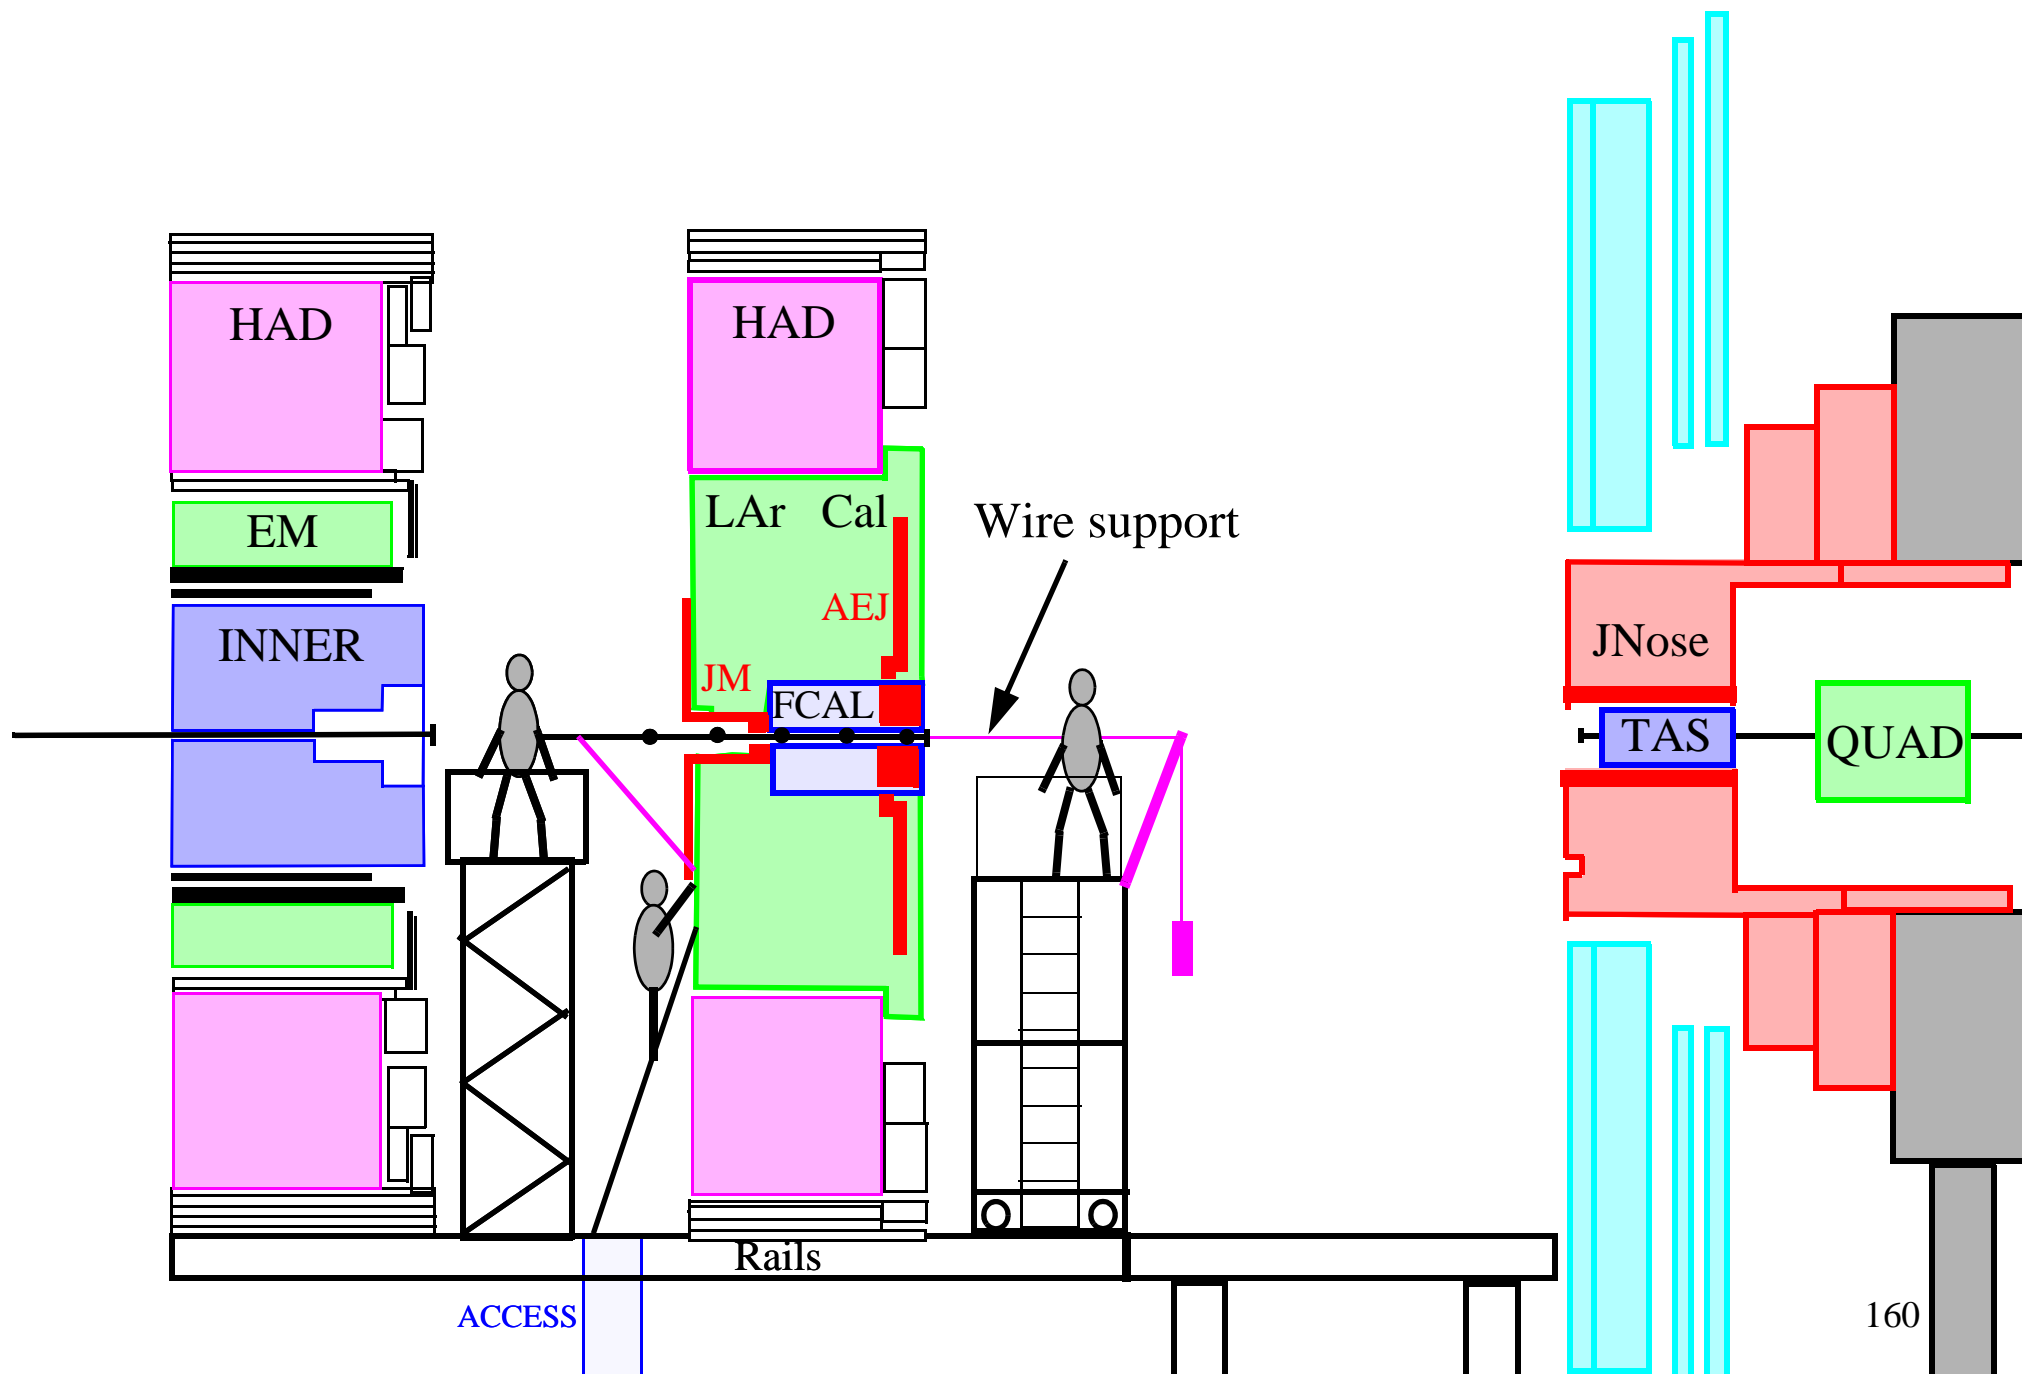 HAD
HAD
EM
LAr Cal
Wire support
AEJ
INNER
JNose
JM
FCAL
TAS
QUAD
Rails
ACCESS
160